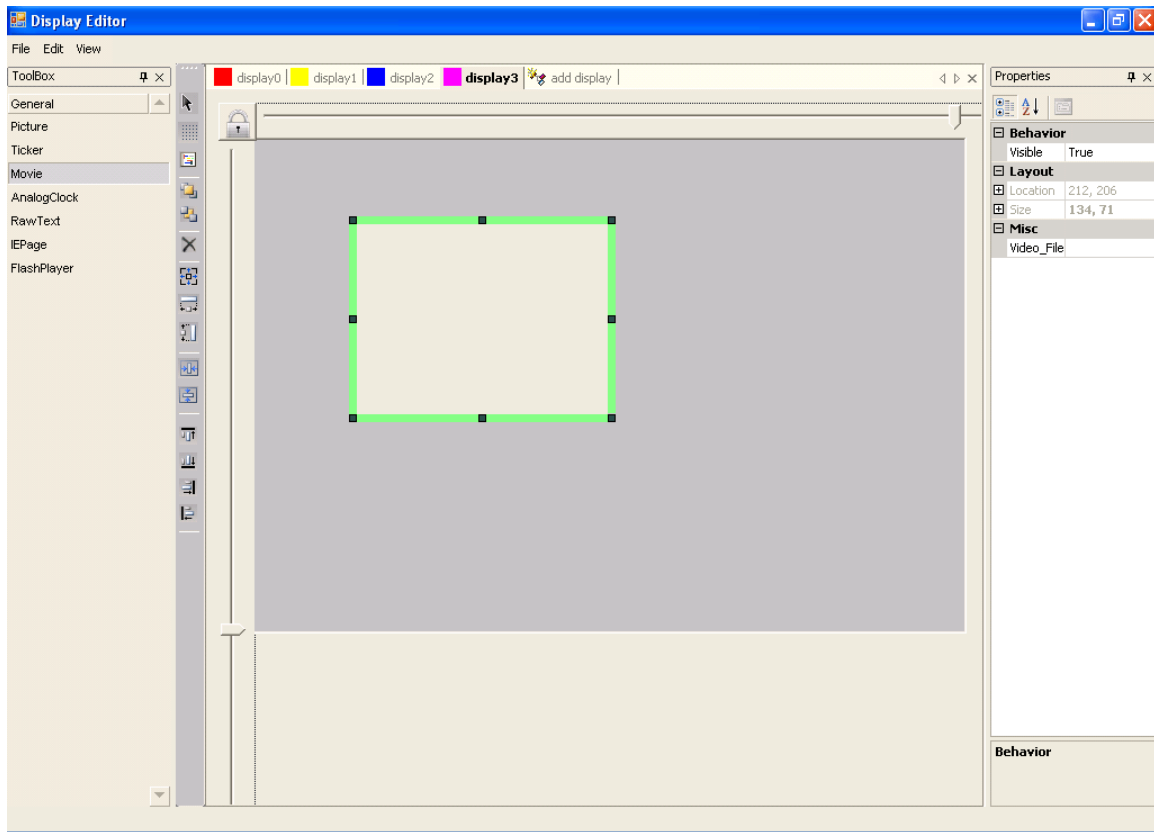 Display Editor
File Edit View
ToolBox
General
Picture
Ticker
Movie
AnalogClock
RawText
IEPage
FlashPlayer
display0 display1 display2 display3 add display
Properties
Behavior
Visible True
Layout
Location 212, 206
Size 134, 71
Misc
Video_File
Behavior